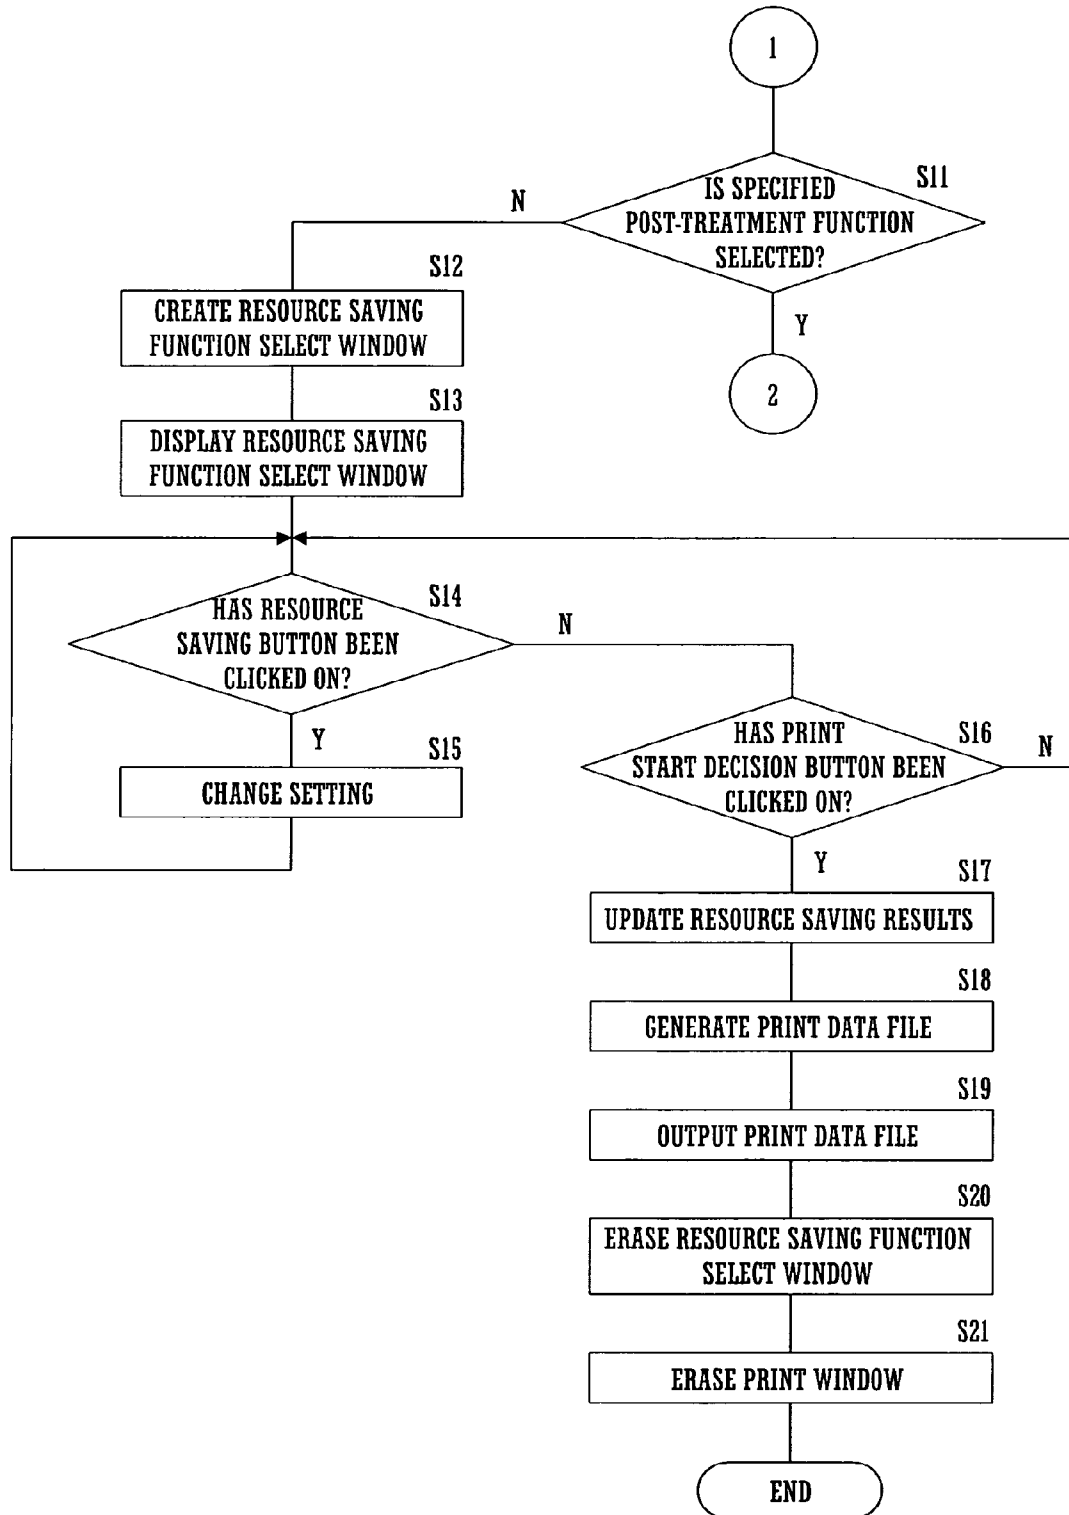 1
S11
IS SPECIFIED
POST-TREATMENT FUNCTION
SELECTED?
N
Y
2
S12
CREATE RESOURCE SAVING
FUNCTION SELECT WINDOW
S13
DISPLAY RESOURCE SAVING
FUNCTION SELECT WINDOW
S14
HAS RESOURCE
SAVING BUTTON BEEN
CLICKED ON?
N
Y
S15
CHANGE SETTING
S16
HAS PRINT
START DECISION BUTTON BEEN
CLICKED ON?
N
Y
S17
UPDATE RESOURCE SAVING RESULTS
S18
GENERATE PRINT DATA FILE
S19
OUTPUT PRINT DATA FILE
S20
ERASE RESOURCE SAVING FUNCTION
SELECT WINDOW
S21
ERASE PRINT WINDOW
END